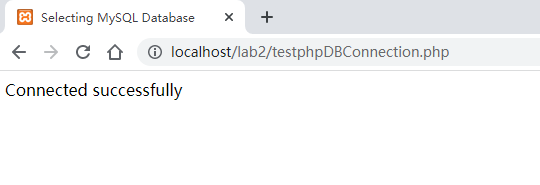 Selecting MySQL Database
localhost/lab2/testphpDBConnection.php
Connected successfully